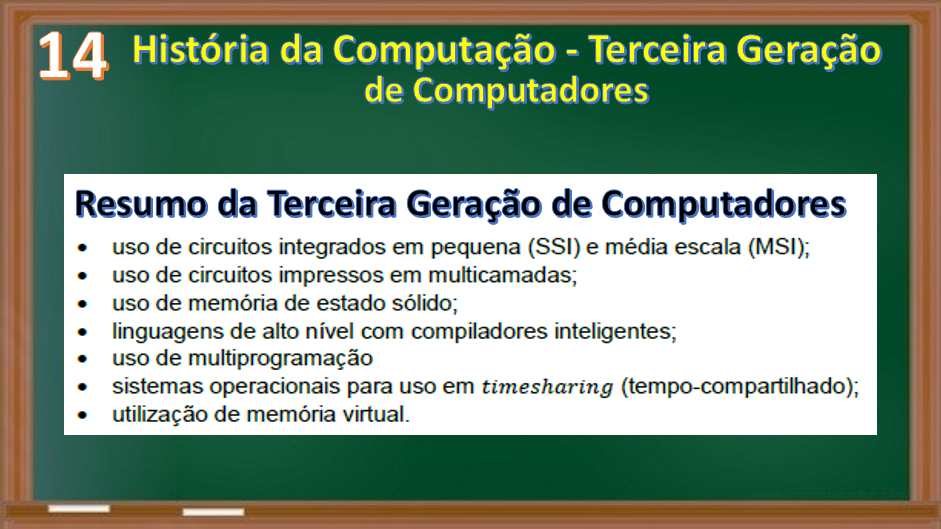 14
História da Computação - Terceira Geração
de Computadores
Resumo da Terceira Geração de Computadores
• uso de circuitos integrados em pequena (SSI) e média escala (MSI);
• uso de circuitos impressos em multicamadas;
• uso de memória de estado sólido;
• linguagens de alto nível com compiladores inteligentes;
• uso de multiprogramação
• sistemas operacionais para uso em timesharing (tempo-compartilhado);
• utilização de memória virtual.